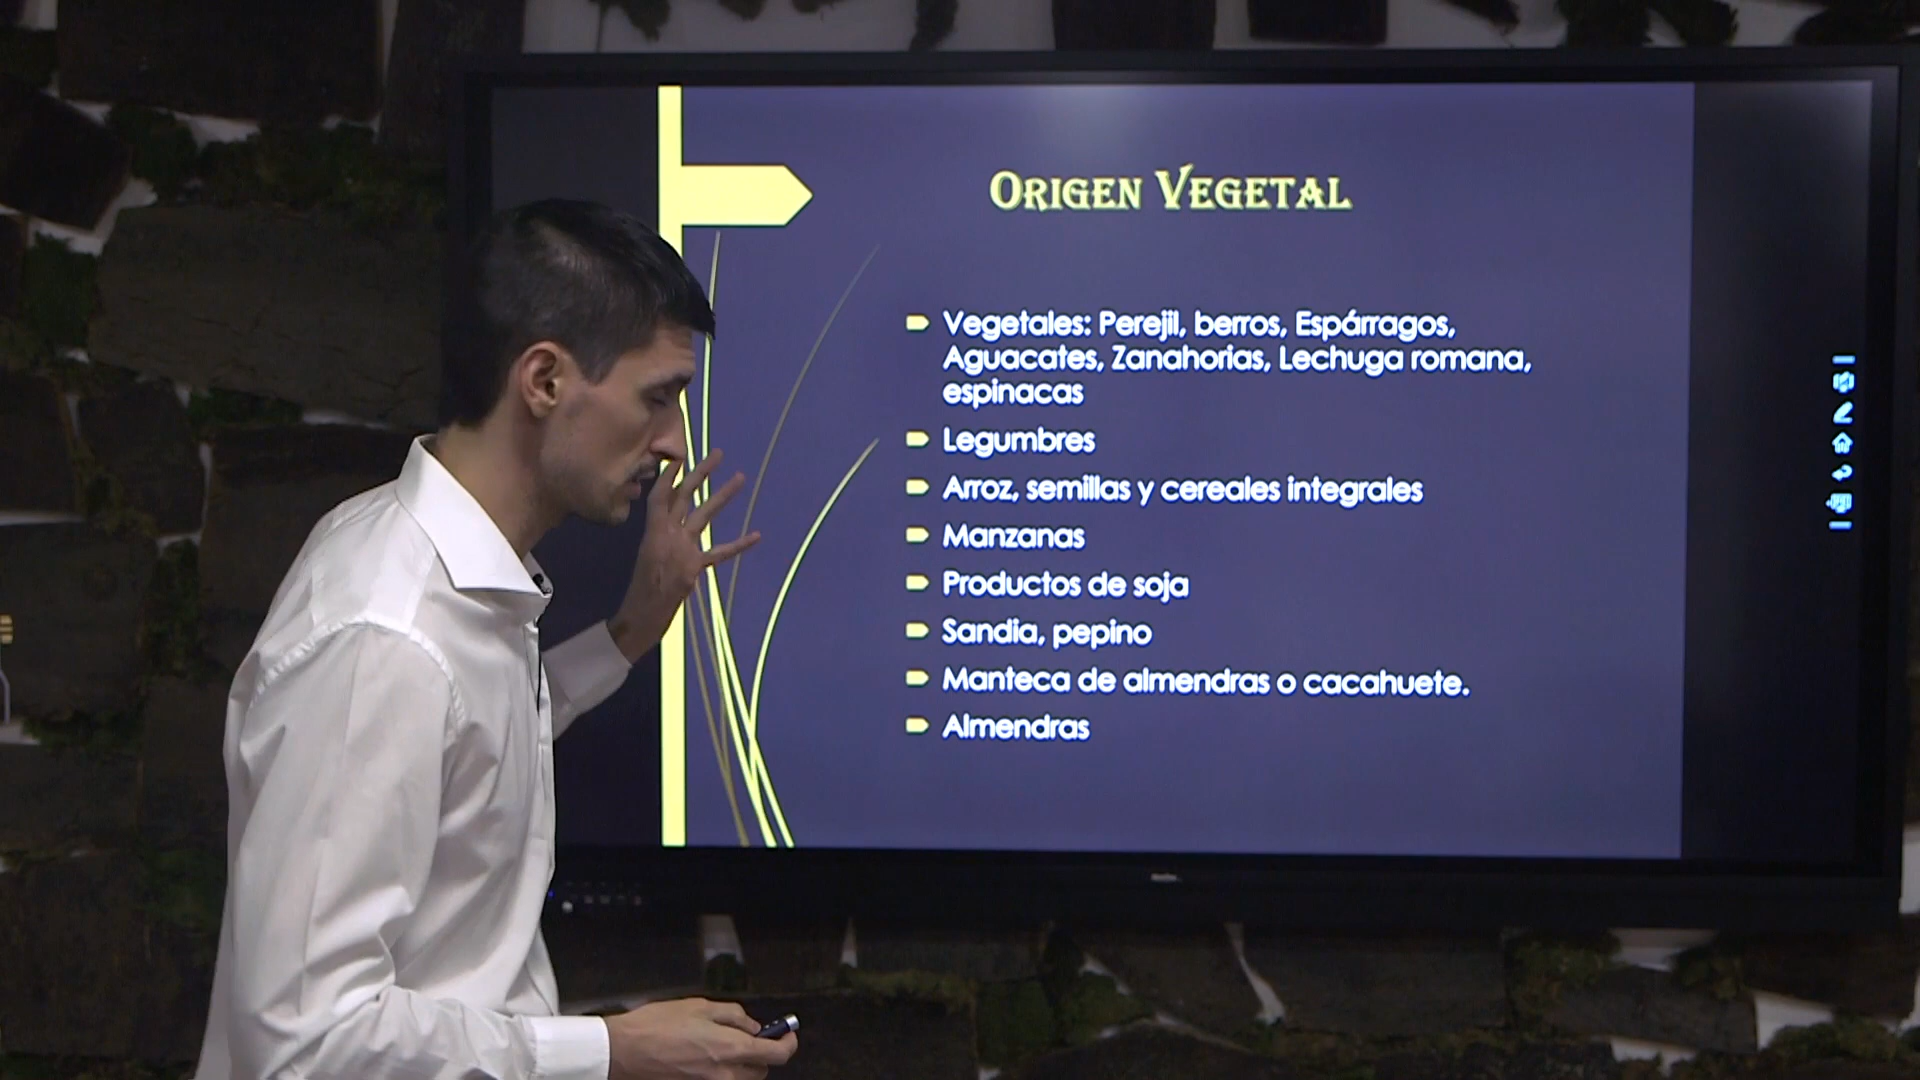 Origen Vegetal
Vegetales: Perejil, berros, Espárragos,
Aguacates, Zanahorias, Lechuga romana,
espinacas
Legumbres
Arroz, semillas y cereales integrales
Manzanas
Productos de soja
Sandia, pepino
Manteca de almendras o cacahuete.
Almendras